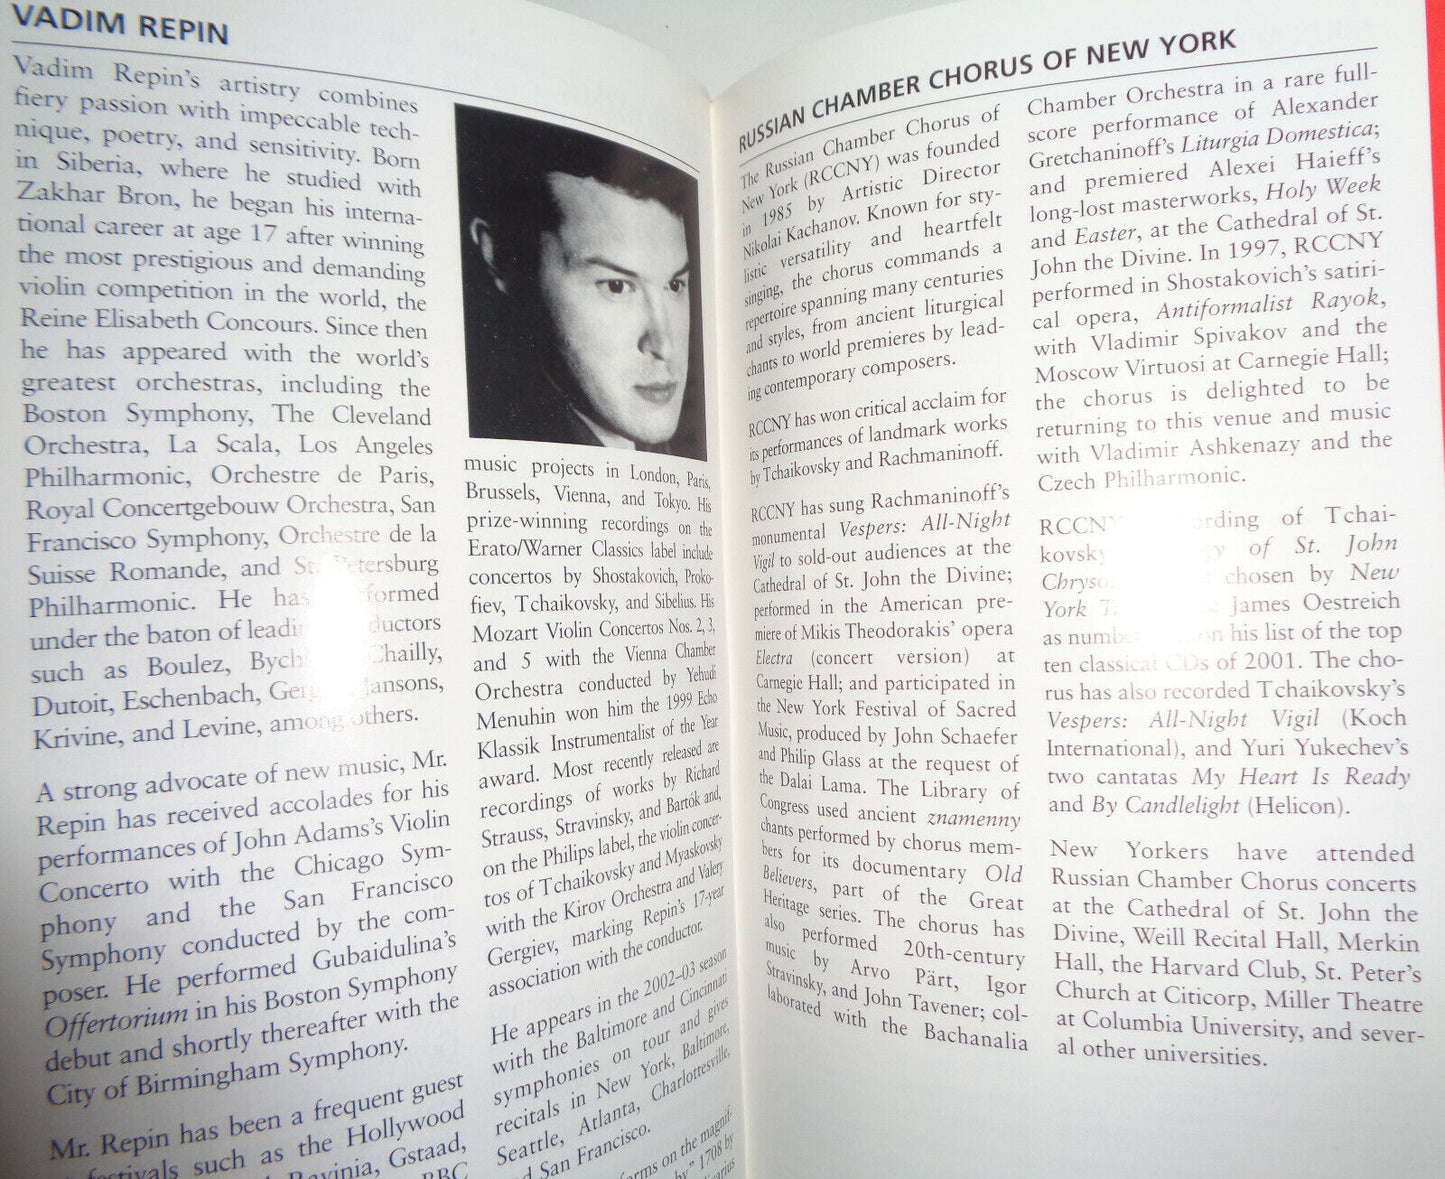 VADIM REPIN
Vadim Repin's artistry combines
fiery passion with impeccable tech-
nique, poetry, and sensitivity. Born
in Siberia, where he studied with
Zakhar Bron, he began his interna-
tional career at age 17 after winning
the most prestigious and demanding
violin competition in the world, the
Reine Elisabeth Concours. Since then
he has appeared with the world's
greatest orchestras, including the
Boston Symphony, The Cleveland
Orchestra, La Scala, Los Angeles
Philharmonic, Orchestre de Paris,
Royal Concertgebouw Orchestra, San
Francisco Symphony, Orchestre de la
Suisse Romande, and St. Petersburg
Philharmonic. He has performed
under the baton of leading conductors
such as Boulez, Chailly,
Dutoit, Eschenbach, Jansons,
Krivine, and Levine, among others.
A strong advocate of new music, Mr.
Repin has received accolades for his
performances of John Adams's Violin
Concerto with the Chicago Sym-
phony and the San Francisco
Symphony conducted by the com-
poser. He performed Gubaidulina's
Offertorium in his Boston Symphony
debut and shortly thereafter with the
City of Birmingham Symphony.
Mr. Repin has been a frequent guest
festivals such as the Hollywood
Ravinia, Gstaad,
BBC
music projects in London, Paris,
Brussels, Vienna, and Tokyo. His
prize-winning recordings on the
Erato/Warner Classics label include
concertos by Shostakovich, Proko-
fiev, Tchaikovsky, and Sibelius. His
Mozart Violin Concertos Nos. 2, 3,
and 5 with the Vienna Chamber
Orchestra conducted by Yehudi
Menuhin won him the 1999 Echo
Klassik Instrumentalist of the Year
award. Most recently released are
recordings of works by Richard
Strauss, Stravinsky, and Bartók and,
on the Philips label, the violin concer-
tos of Tchaikovsky and Myaskovsky
with the Kirov Orchestra and Valery
Gergiev, marking Repin's 17-year
association with the conductor.
He appears in the 2002–03 season
with the Baltimore and Cincinnati
symphonies on tour and gives
recitals in New York, Baltimore,
Seattle, Atlanta, Charlottesville,
San Francisco.
on the magnif-
by" 1708 by
RUSSIAN CHAMBER CHORUS OF NEW YORK
The Russian Chamber Chorus of
New York (RCCNY) was founded
in 1985 by Artistic Director
Nikolai Kachanov. Known for sty-
listic versatility and heartfelt
singing, the chorus commands a
repertoire spanning many centuries
and styles, from ancient liturgical
chants to world premieres by lead-
ing contemporary composers.
RCCNY has won critical acclaim for
its performances of landmark works
by Tchaikovsky and Rachmaninoff.
RCCNY has sung Rachmaninoff's
monumental Vespers: All-Night
Vigil to sold-out audiences at the
Cathedral of St. John the Divine;
performed in the American pre-
miere of Mikis Theodorakis' opera
Electra (concert version) at
Carnegie Hall; and participated in
the New York Festival of Sacred
Music, produced by John Schaefer
and Philip Glass at the request of
the Dalai Lama. The Library of
Congress used ancient znamenny
chants performed by chorus mem-
bers for its documentary Old
Believers, part of the Great
Heritage series. The chorus has
also performed 20th-century
music by Arvo Pärt, Igor
Stravinsky, and John Tavener; col-
laborated with the Bachanalia
Chamber Orchestra in a rare full-
score performance of Alexander
Gretchaninoff's Liturgia Domestica;
and premiered Alexei Haieff's
long-lost masterworks, Holy Week
and Easter, at the Cathedral of St.
John the Divine. In 1997, RCCNY
performed in Shostakovich's satiri-
cal opera, Antiformalist Rayok,
with Vladimir Spivakov and the
Moscow Virtuosi at Carnegie Hall;
the chorus is delighted to be
returning to this venue and music
with Vladimir Ashkenazy and the
Czech Philharmonic.
RCCNY recording of Tchai-
kovsky of St. John
chosen by New
York James Oestreich
as number on his list of the top
ten classical CDs of 2001. The cho-
rus has also recorded Tchaikovsky's
Vespers: All-Night Vigil (Koch
International), and Yuri Yukechev's
two cantatas My Heart Is Ready
and By Candlelight (Helicon).
New Yorkers have attended
Russian Chamber Chorus concerts
at the Cathedral of St. John the
Divine, Weill Recital Hall, Merkin
Hall, the Harvard Club, St. Peter's
Church at Citicorp, Miller Theatre
at Columbia University, and sever-
al other universities.